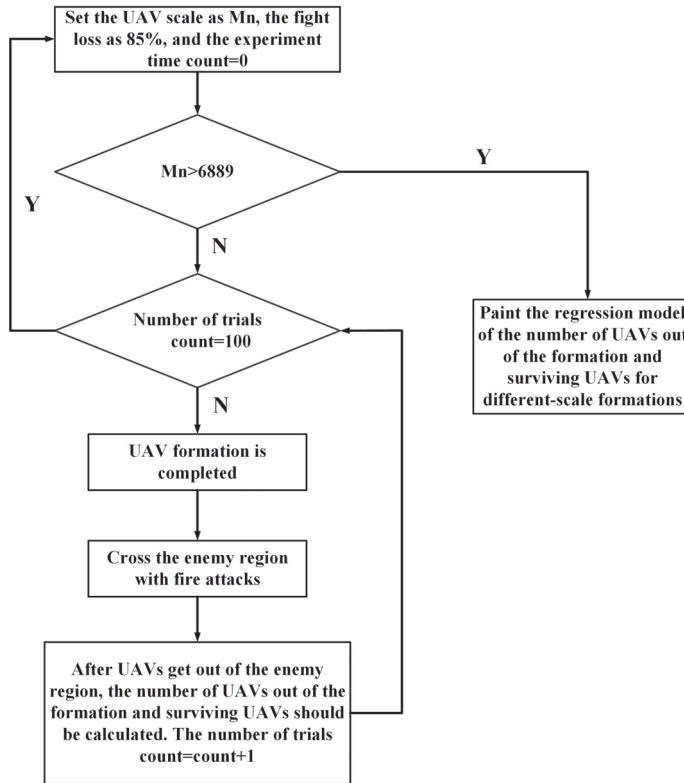 Set the UAV scale as Mn, the fight
loss as 85%, and the experiment
time count=0
Mn>6889
Y
Y
N
Number of trials
count=100
Paint the regression model
of the number of UAVs out
of the formation and
surviving UAVs for
different-scale formations
N
UAV formation is
completed
Cross the enemy region
with fire attacks
After UAVs get out of the enemy
region, the number of UAVs out of the
formation and surviving UAVs should
be calculated. The number of trials
count=count+1